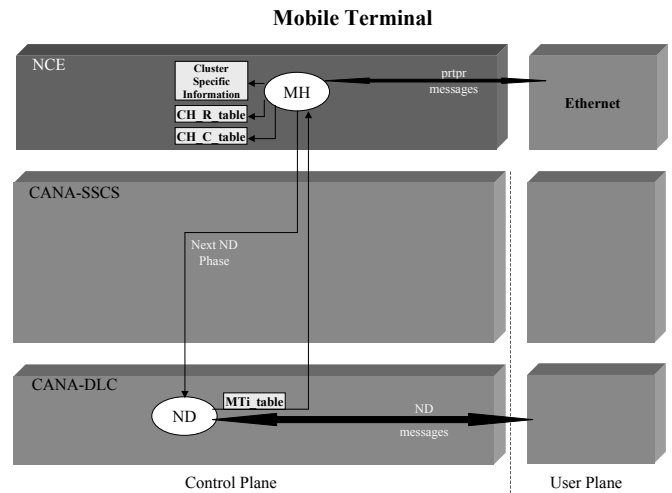 Mobile Terminal
NCE
Cluster
Specific
Information
CH_R_table
CH_C_table
MH
prtpr
messages
Ethernet
CANA-SSCS
Next ND
Phase
CANA-DLC
ND
MTi_table
ND
messages
Control Plane
User Plane